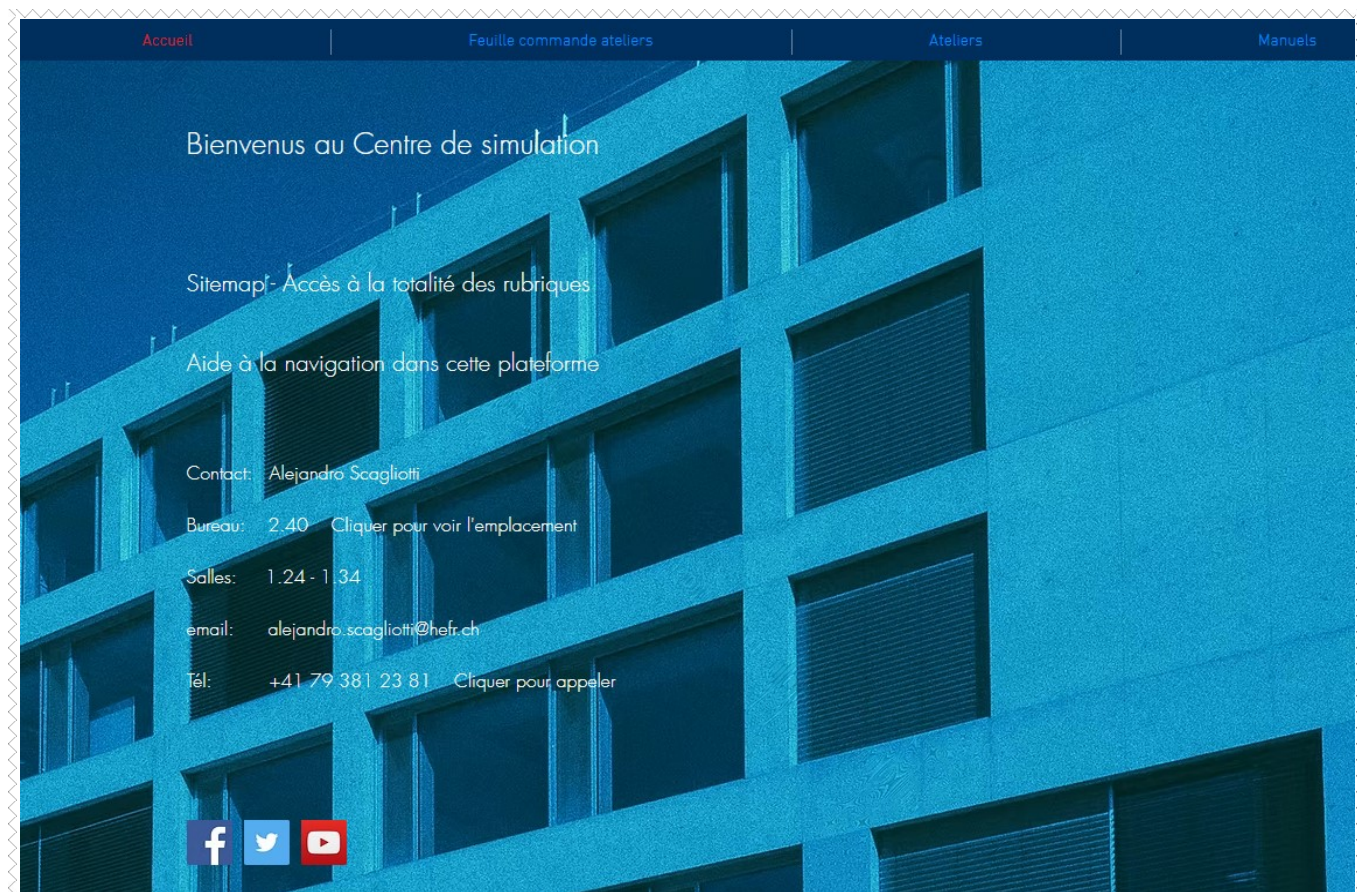 Accueil
Feuille commande ateliers
Ateliers
Manuels
Bienvenus au Centre de simulation
Sitemap - Accès à la totalité des rubriques
Aide à la navigation dans cette plateforme
Contact: Alejandro Scagliotti
Bureau: 2.40 Cliquer pour voir l'emplacement
Salles: 1.24 - 1.34
email: alejandro.scagliotti@hefr.ch
Tél: +41 79 381 23 81 Cliquer pour appeler